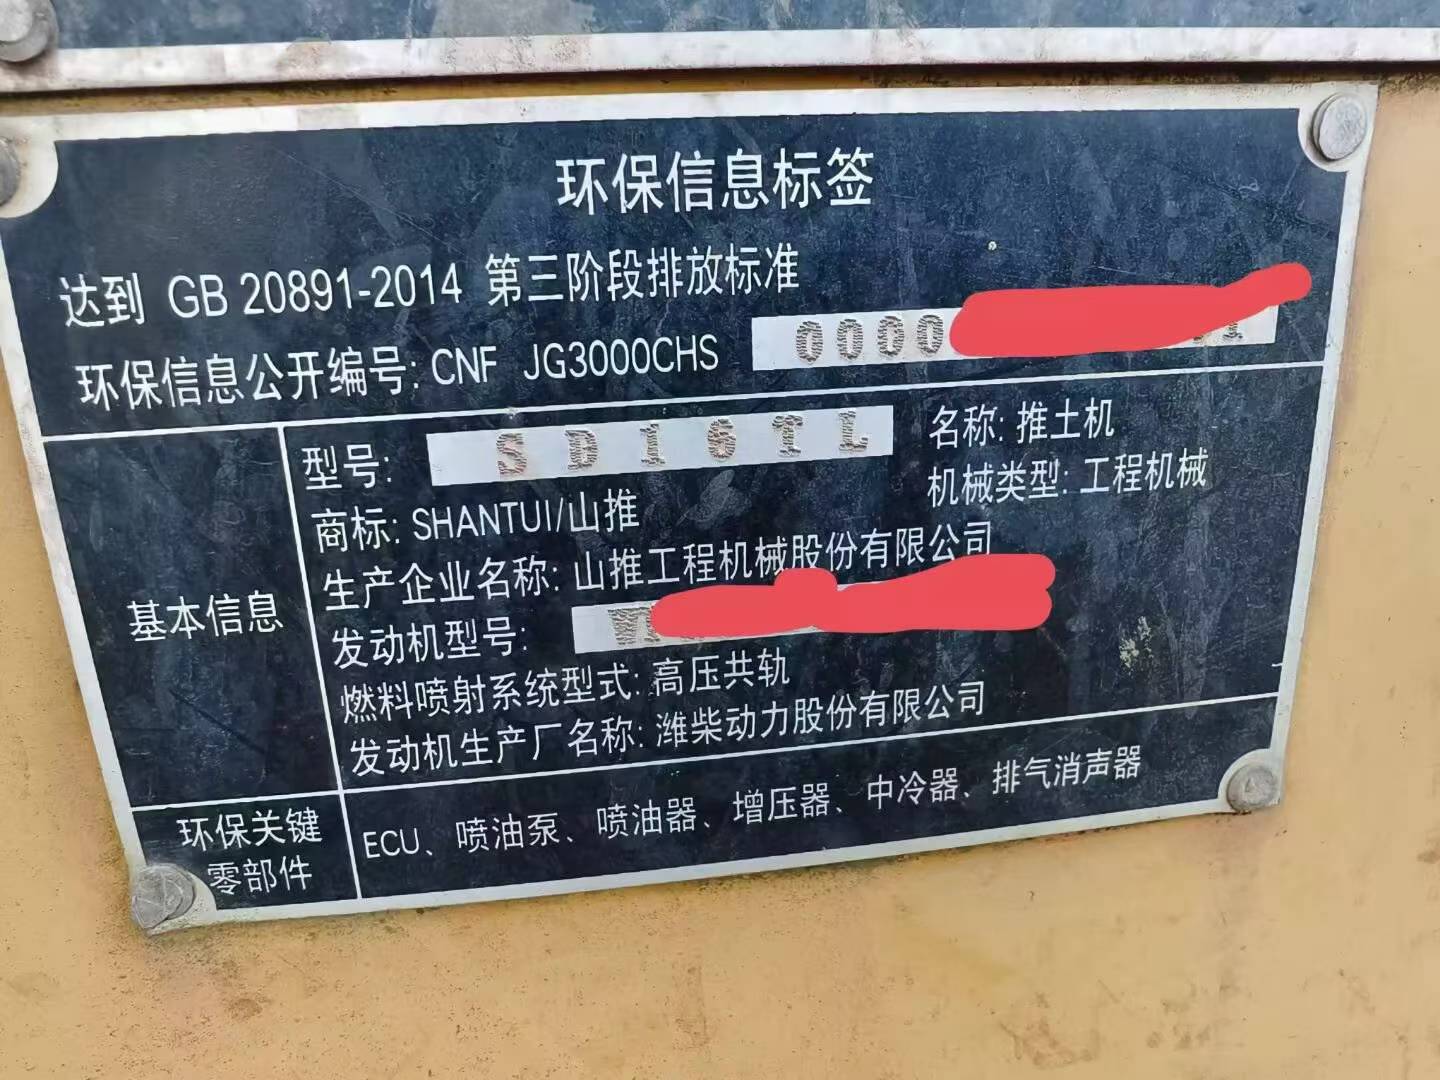 环保信息标签
达到 GB 20891-2014 第三阶段排放标准
环保信息公开编号: CNF JG3000CHS 0060
基本信息
型号: SD16TL
名称: 推土机
商标: SHANTUI/山推
机械类型: 工程机械
生产企业名称: 山推工程机械股份有限公司
发动机型号:
燃料喷射系统型式: 高压共轨
发动机生产厂名称: 潍柴动力股份有限公司
环保关键
零部件
ECU、喷油泵、喷油器、增压器、中冷器、排气消声器